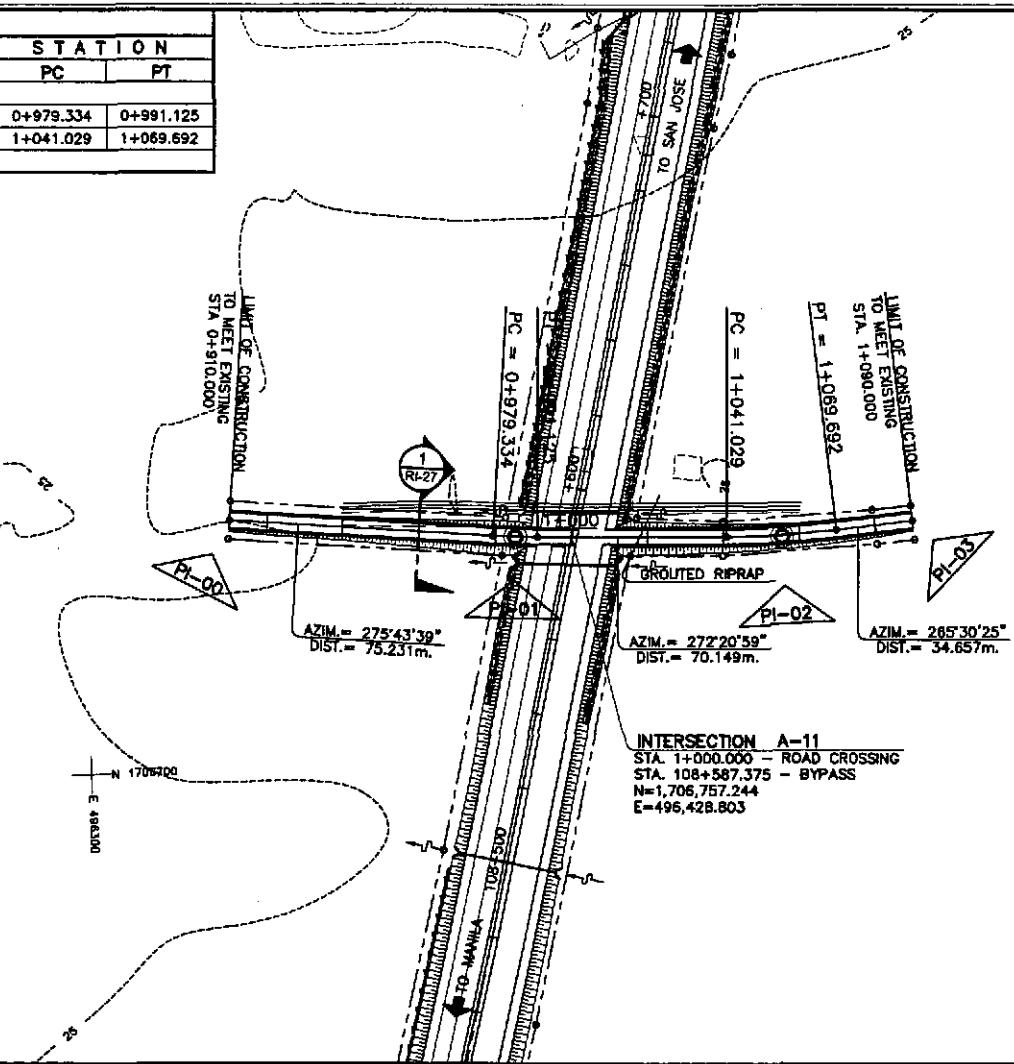 STATION
PC PT
0+979.334 0+991.125
1+041.029 1+069.692
25
+700
TO SAN JOSE
LIMIT OF CONSTRUCTION
TO MEET EXISTING
STA 0+910.000
PC = 0+979.334
PC = 1+041.029
PT = 1+069.692
LIMIT OF CONSTRUCTION
TO MEET EXISTING
STA. 1+090.000
1
RI-27
+600
25
25
1+000
GROUTED RIPRAP
PI-00
PI-01
PI-02
PI-03
AZIM.= 275°43'39"
DIST.= 75.231m.
AZIM.= 272°20'59"
DIST.= 70.149m.
AZIM.= 265°30'25"
DIST.= 34.657m.
INTERSECTION A-11
STA. 1+000.000 - ROAD CROSSING
STA. 108+587.375 - BYPASS
N=1,706,757.244
E=496,428.803
N 1706700
E 496300
108+500
TO MANILA
25